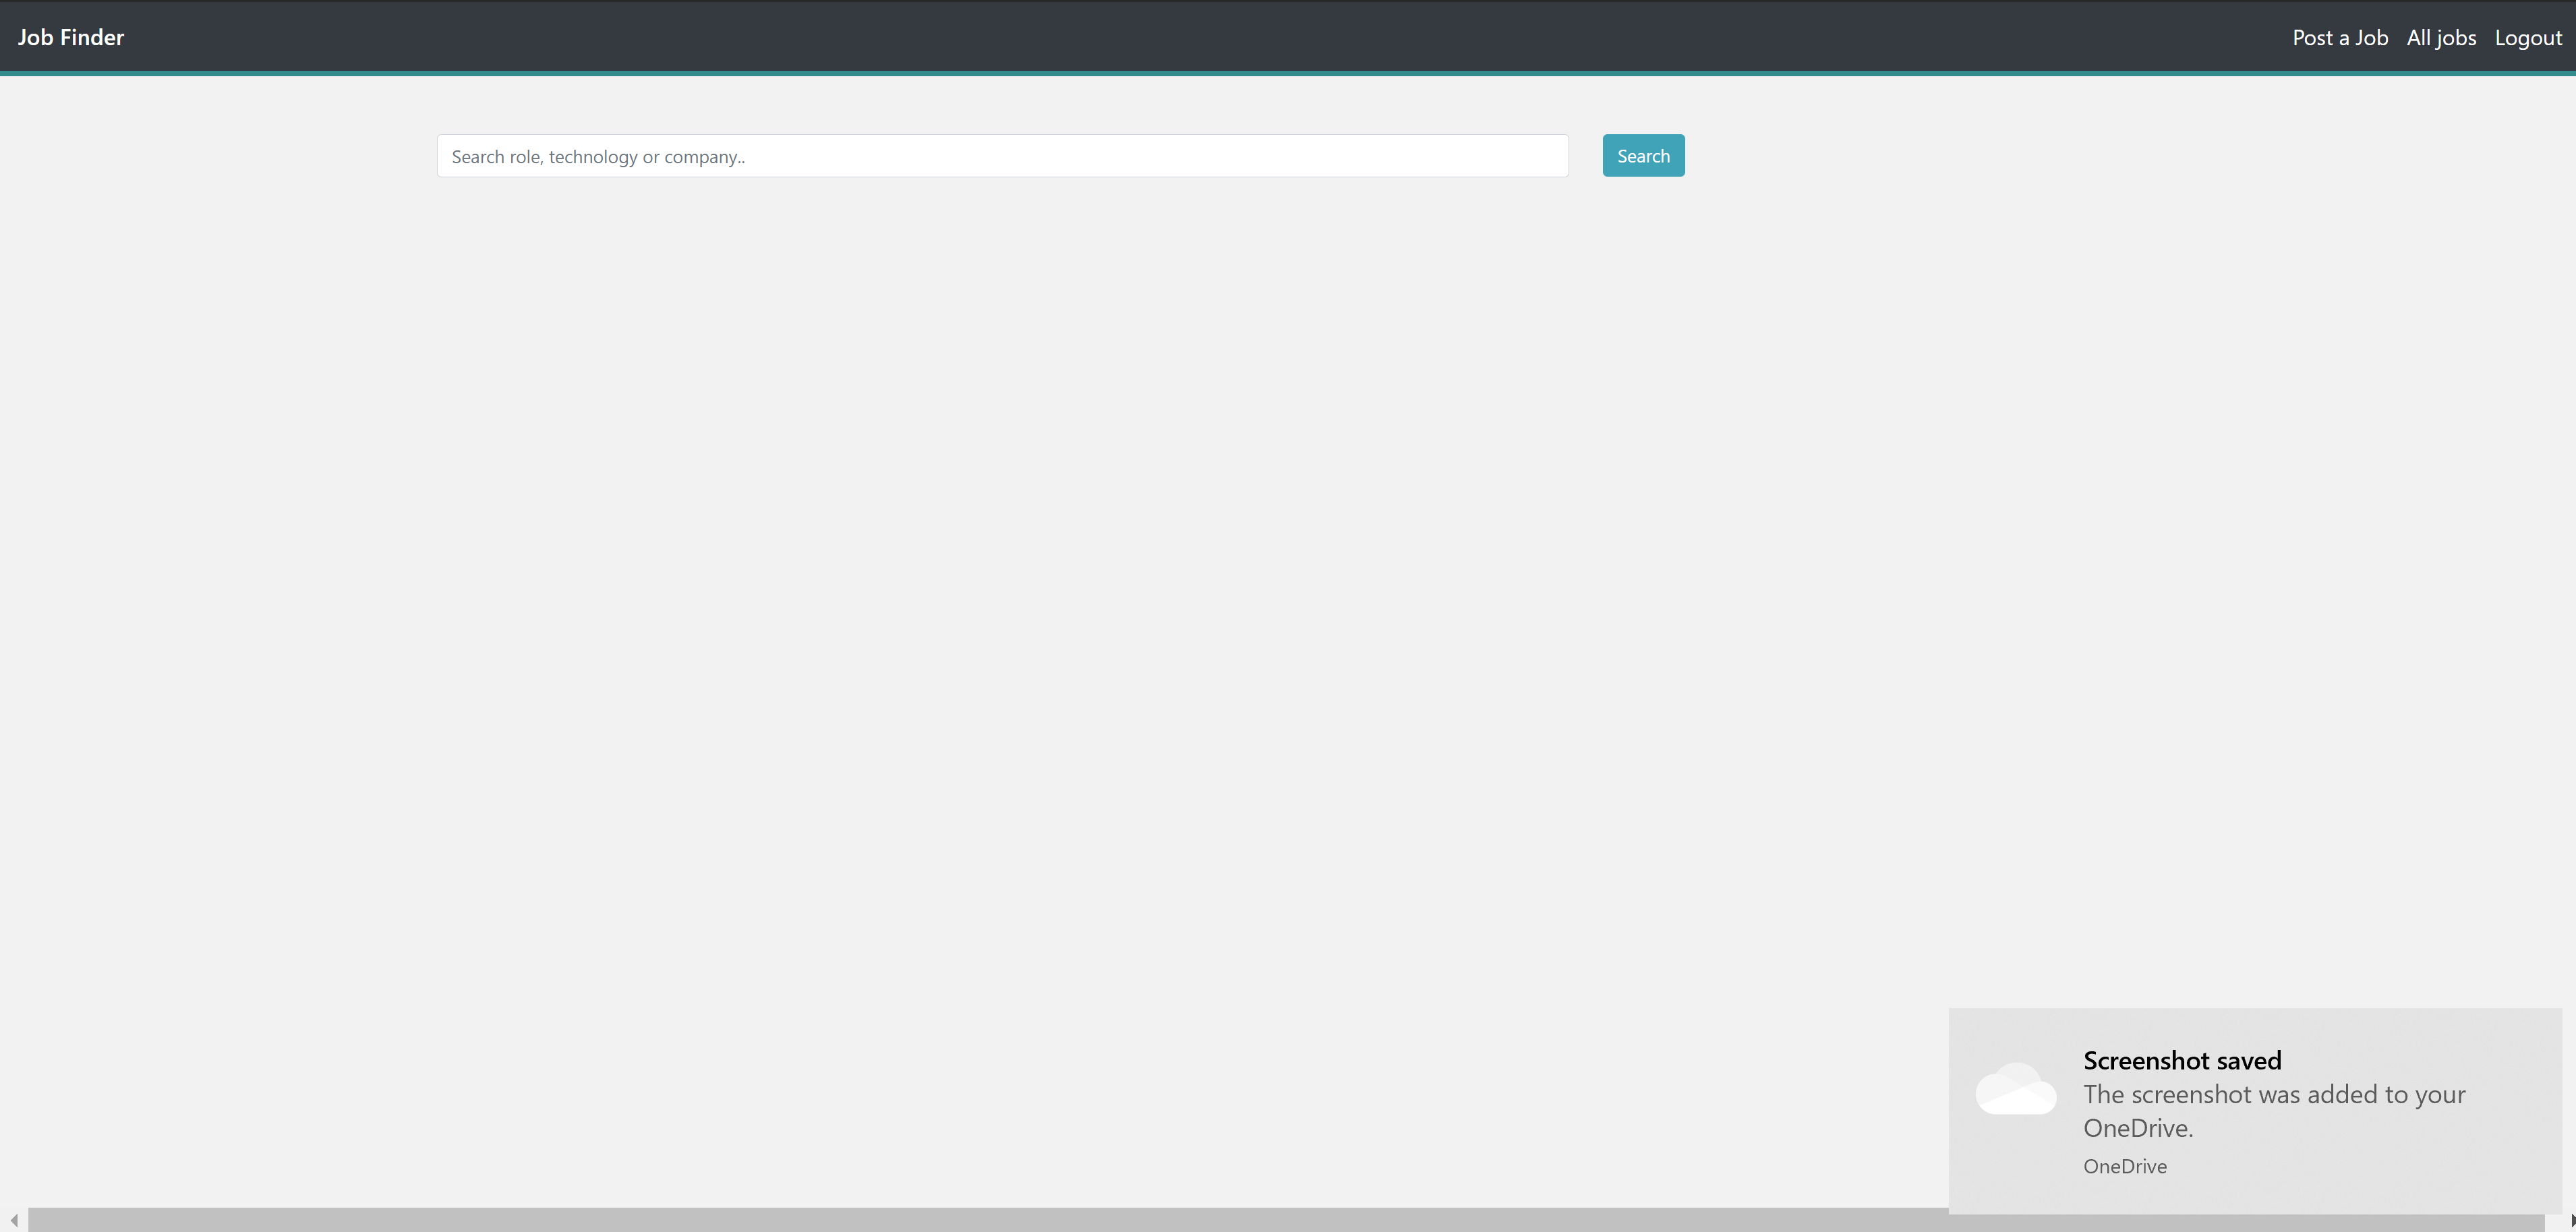 Job Finder
Post a Job All jobs Logout
Search role, technology or company..
Search
Screenshot saved
The screenshot was added to your
OneDrive.
OneDrive